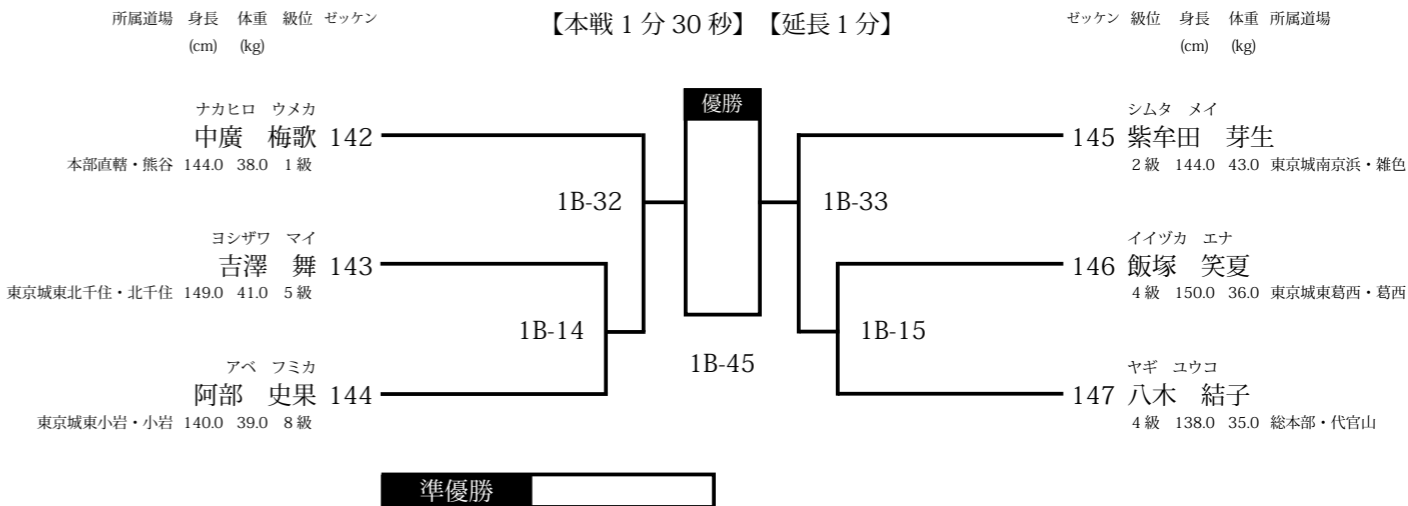 所属道場 身長 体重 級位 ゼッケン 【本戦1分30秒】【延長1分】 ゼッケン 級位 身長 体重 所属道場
(cm) (kg) (cm) (kg)
優勝
ナカヒロ ウメカ
中廣 梅歌 142
本部直轄・熊谷 144.0 38.0 1級
シムタ メイ
145 紫牟田 芽生
2級 144.0 43.0 東京城南京浜・雑色
1B-32
1B-33
ヨシザワ マイ
吉澤 舞 143
東京城東北千住・北千住 149.0 41.0 5級
イイヅカ エナ
146 飯塚 笑夏
4級 150.0 36.0 東京城東葛西・葛西
1B-14
1B-15
1B-45
アベ フミカ
阿部 史果 144
東京城東小岩・小岩 140.0 39.0 8級
ヤギ ユウコ
147 八木 結子
4級 138.0 35.0 総本部・代官山
準優勝